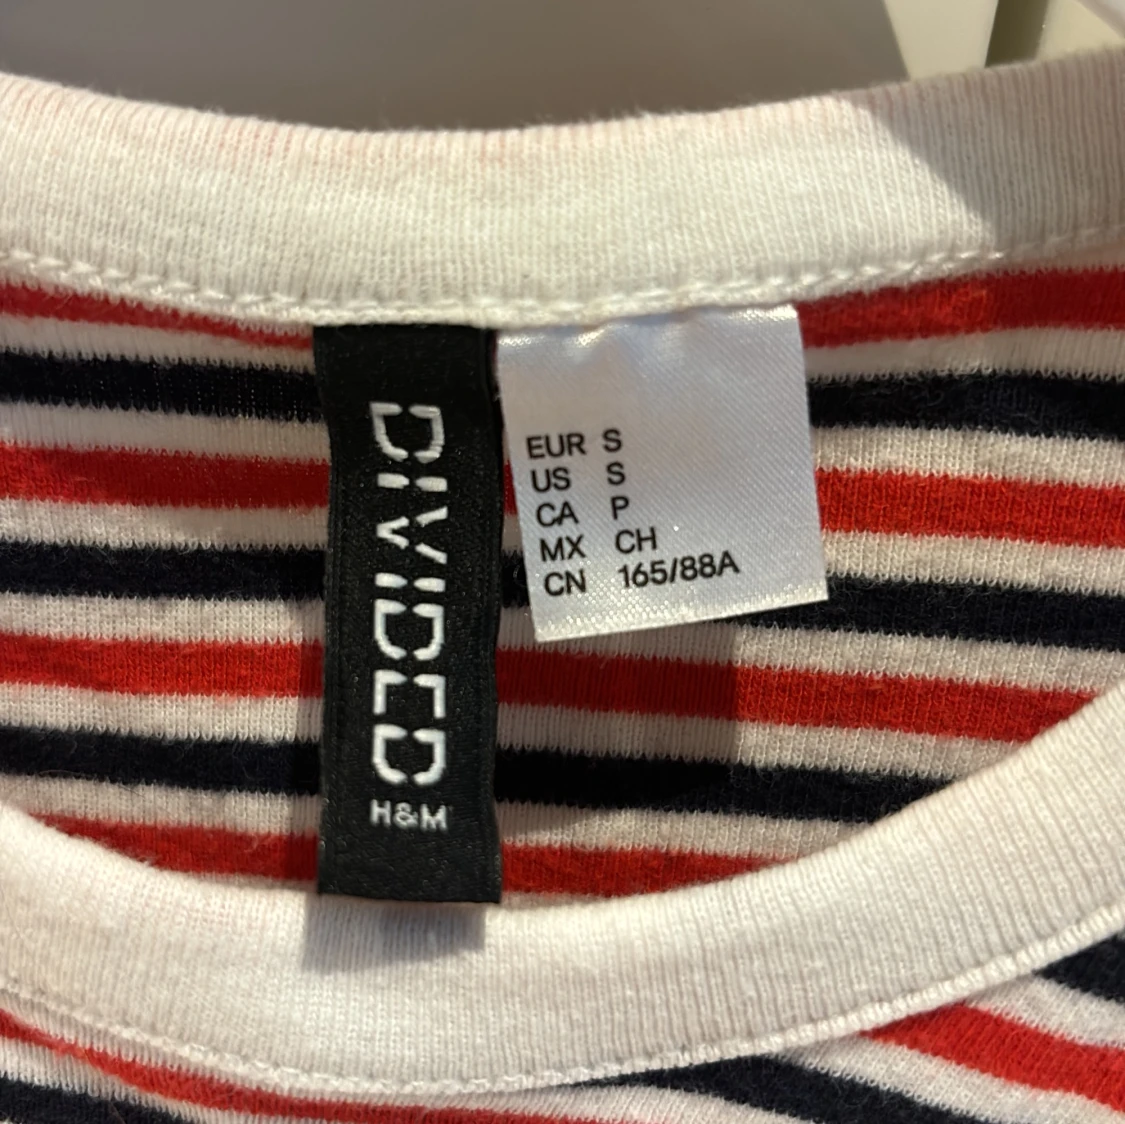 DIVIDED
H&M
EUR S
US S
CA P
MX CH
CN 165/88A